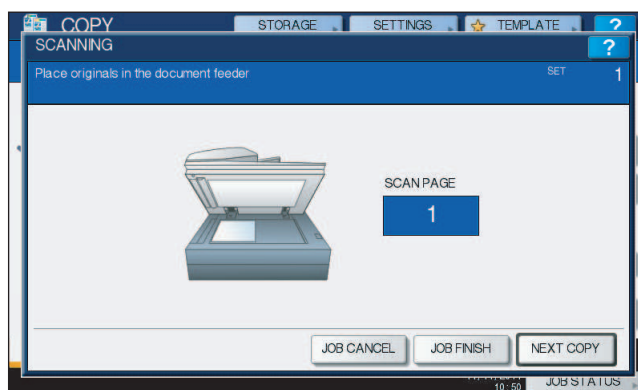 COPY
STORAGE
SETTINGS
TEMPLATE
?
SCANNING
?
Place originals in the document feeder
SET 1
SCAN PAGE
1
JOB CANCEL
JOB FINISH
NEXT COPY
10:50
JOB STATUS